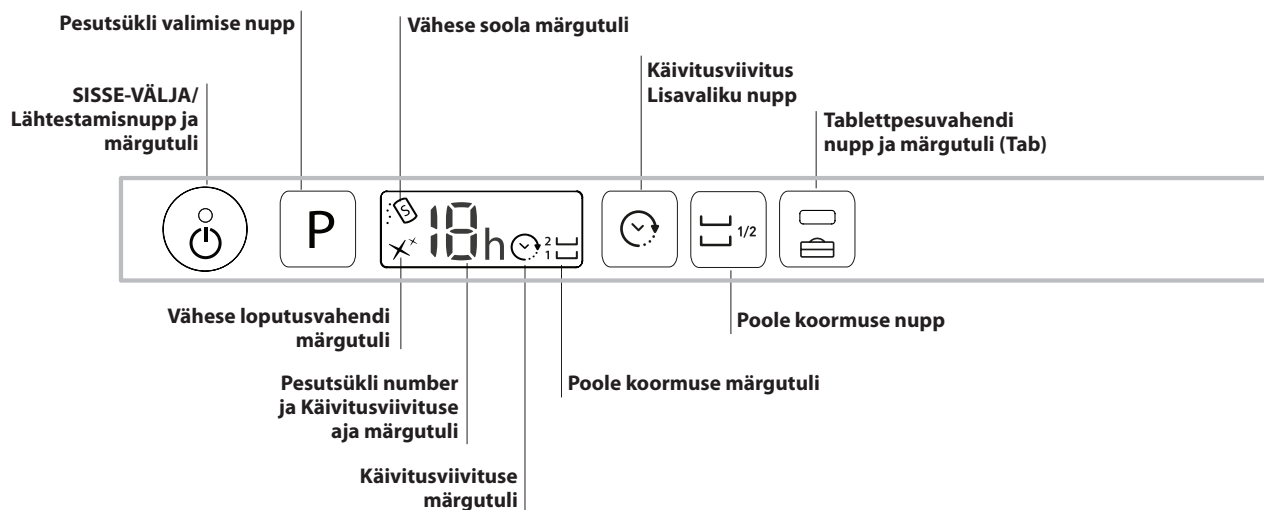 Pesutsükli valimise nupp
Vähese soola märgutuli
SISSE-VÄLJA/
Lähtestamisnupp ja
märgutuli
Käivitusviivitus
Lisavaliku nupp
Tablettpesuvahendi
nupp ja märgutuli (Tab)
P
S
18h
2
1
1/2
Vähese loputusvahendi
märgutuli
Pesutsükli number
ja Käivitusviivituse
aja märgutuli
Käivitusviivituse
märgutuli
Poole koormuse märgutuli
Poole koormuse nupp